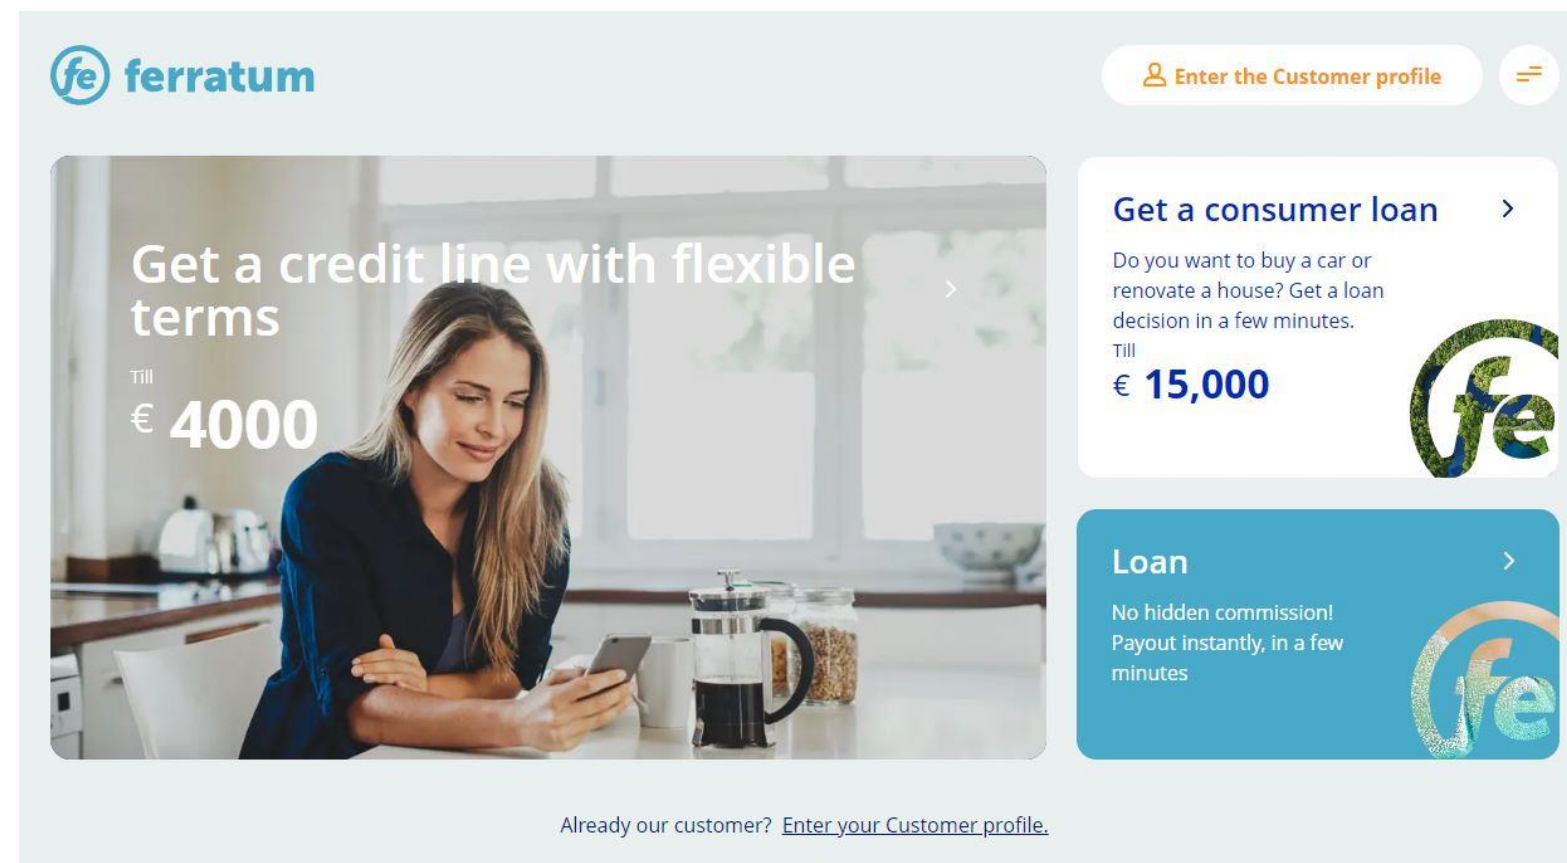 fe ferratum
Enter the Customer profile
Get a credit line with flexible
terms
Till
€ 4000
Get a consumer loan
Do you want to buy a car or
renovate a house? Get a loan
decision in a few minutes.
Till
€ 15,000
fe
Loan
No hidden commission!
Payout instantly, in a few
minutes
fe
Already our customer? Enter your Customer profile.